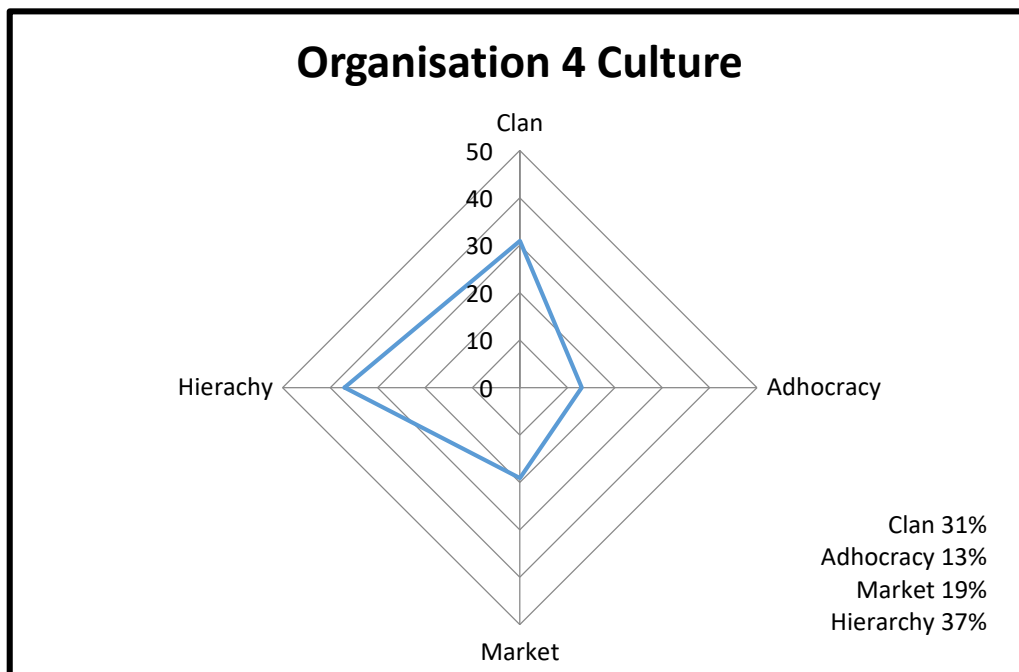 Organisation 4 Culture
Clan
50
40
30
20
10
0
Hierachy
Adhocracy
Market
Clan 31%
Adhocracy 13%
Market 19%
Hierarchy 37%